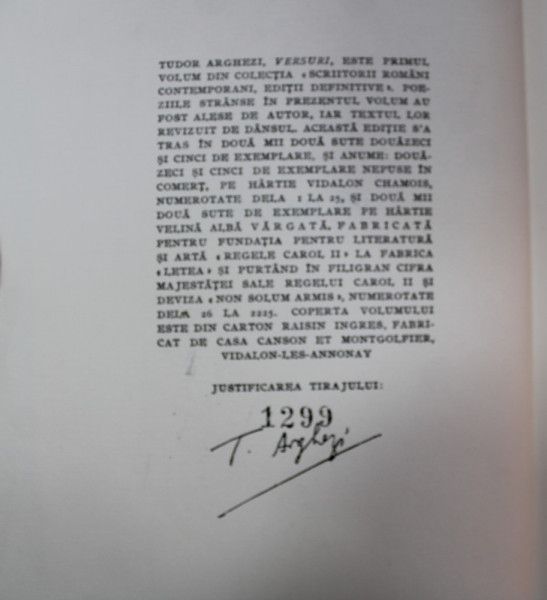 TUDOR ARGHEZI, VERSURI, ESTE PRIMUL
VOLUM DIN COLECȚIA «SCRIITORII ROMÂNI
CONTEMPORANI, EDIȚII DEFINITIVE». POE-
ZIILE STRÂNSE ÎN PREZENTUL VOLUM AU
FOST ALESE DE AUTOR, IAR TEXTUL LOR
REVIZUIT DE DÂNSUL. ACEASTĂ EDIȚIE S'A
TRAS ÎN DOUĂ MII DOUĂ SUTE DOUĂZECI
ȘI CINCI DE EXEMPLARE, ȘI ANUME: DOUĂ-
ZECI ȘI CINCI DE EXEMPLARE NEPUSE ÎN
COMERȚ, PE HÂRTIE VIDALON CHAMOIS,
NUMEROTATE DELA 1 LA 25, ȘI DOUĂ MII
DOUĂ SUTE DE EXEMPLARE PE HÂRTIE
VELINĂ ALBĂ VĂRGATĂ, FABRICATĂ
PENTRU FUNDAȚIA PENTRU LITERATURĂ
ȘI ARTĂ «REGELE CAROL II» LA FABRICA
«LETEA» ȘI PURTÂND ÎN FILIGRAN CIFRA
MAJESTĂȚEI SALE REGELUI CAROL II ȘI
DEVIZA «NON SOLUM ARMIS», NUMEROTATE
DELA 26 LA 2225. COPERTA VOLUMULUI
ESTE DIN CARTON RAISIN INGRES, FABRI-
CAT DE CASA CANSON ET MONTGOLFIER,
VIDALON-LES-ANNONAY
JUSTIFICAREA TIRAJULUI:
1299
T. Arghezi